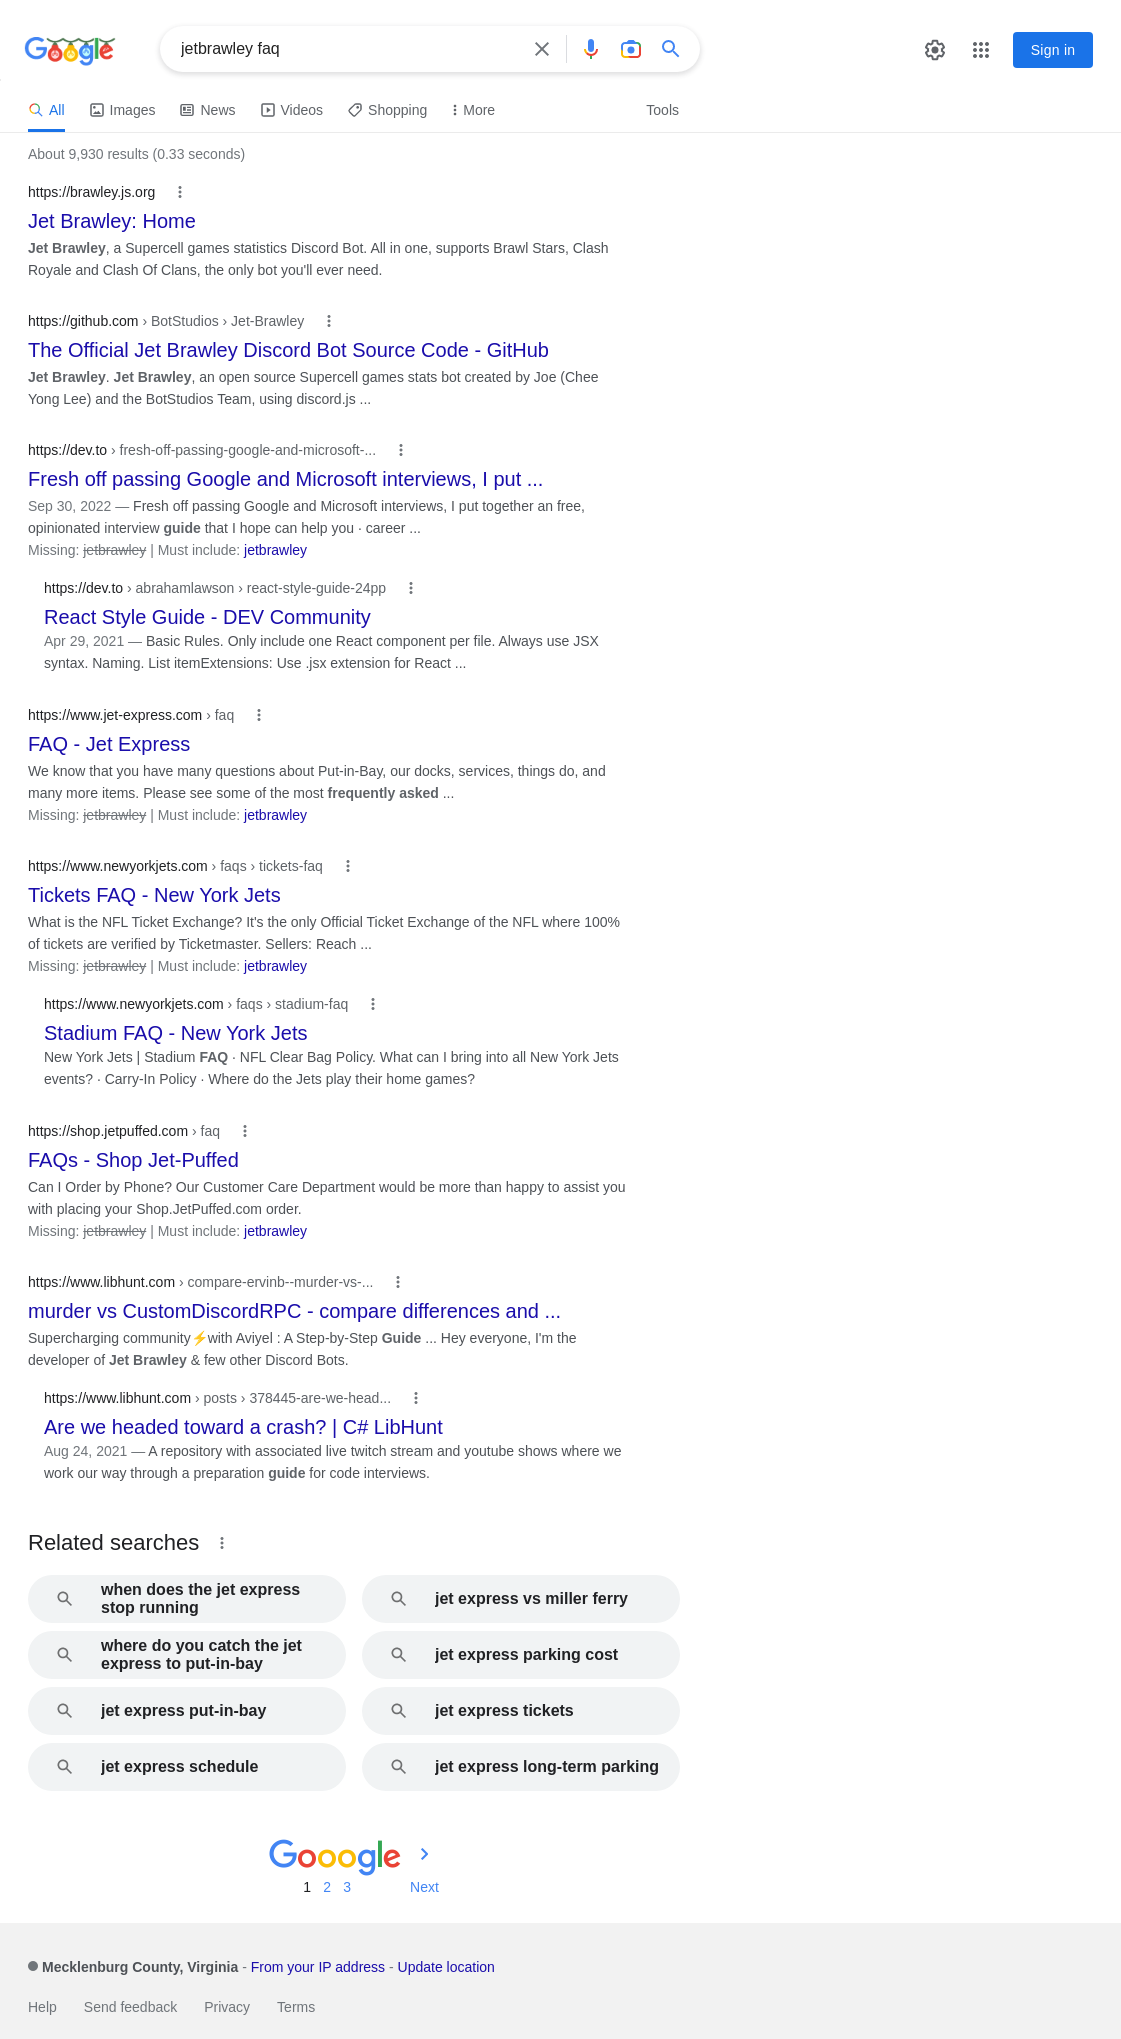 Google
jetbrawley faq
Sign in
All
Images
News
Videos
Shopping
More
Tools
About 9,930 results (0.33 seconds)
https://brawley.js.org
Jet Brawley: Home
Jet Brawley, a Supercell games statistics Discord Bot. All in one, supports Brawl Stars, Clash
Royale and Clash Of Clans, the only bot you'll ever need.
https://github.com › BotStudios › Jet-Brawley
The Official Jet Brawley Discord Bot Source Code - GitHub
Jet Brawley. Jet Brawley, an open source Supercell games stats bot created by Joe (Chee
Yong Lee) and the BotStudios Team, using discord.js ...
https://dev.to › fresh-off-passing-google-and-microsoft-...
Fresh off passing Google and Microsoft interviews, I put ...
Sep 30, 2022 — Fresh off passing Google and Microsoft interviews, I put together an free,
opinionated interview guide that I hope can help you · career ...
Missing: jetbrawley | Must include: jetbrawley
https://dev.to › abrahamlawson › react-style-guide-24pp
React Style Guide - DEV Community
Apr 29, 2021 — Basic Rules. Only include one React component per file. Always use JSX
syntax. Naming. List itemExtensions: Use .jsx extension for React ...
https://www.jet-express.com › faq
FAQ - Jet Express
We know that you have many questions about Put-in-Bay, our docks, services, things do, and
many more items. Please see some of the most frequently asked ...
Missing: jetbrawley | Must include: jetbrawley
https://www.newyorkjets.com › faqs › tickets-faq
Tickets FAQ - New York Jets
What is the NFL Ticket Exchange? It's the only Official Ticket Exchange of the NFL where 100%
of tickets are verified by Ticketmaster. Sellers: Reach ...
Missing: jetbrawley | Must include: jetbrawley
https://www.newyorkjets.com › faqs › stadium-faq
Stadium FAQ - New York Jets
New York Jets | Stadium FAQ · NFL Clear Bag Policy. What can I bring into all New York Jets
events? · Carry-In Policy · Where do the Jets play their home games?
https://shop.jetpuffed.com › faq
FAQs - Shop Jet-Puffed
Can I Order by Phone? Our Customer Care Department would be more than happy to assist you
with placing your Shop.JetPuffed.com order.
Missing: jetbrawley | Must include: jetbrawley
https://www.libhunt.com › compare-ervinb--murder-vs-...
murder vs CustomDiscordRPC - compare differences and ...
Supercharging community⚡with Aviyel : A Step-by-Step Guide ... Hey everyone, I'm the
developer of Jet Brawley & few other Discord Bots.
https://www.libhunt.com › posts › 378445-are-we-head...
Are we headed toward a crash? | C# LibHunt
Aug 24, 2021 — A repository with associated live twitch stream and youtube shows where we
work our way through a preparation guide for code interviews.
Related searches
when does the jet express
stop running
jet express vs miller ferry
where do you catch the jet
express to put-in-bay
jet express parking cost
jet express put-in-bay
jet express tickets
jet express schedule
jet express long-term parking
Gooogle
1 2 3 Next
Mecklenburg County, Virginia - From your IP address - Update location
Help Send feedback Privacy Terms